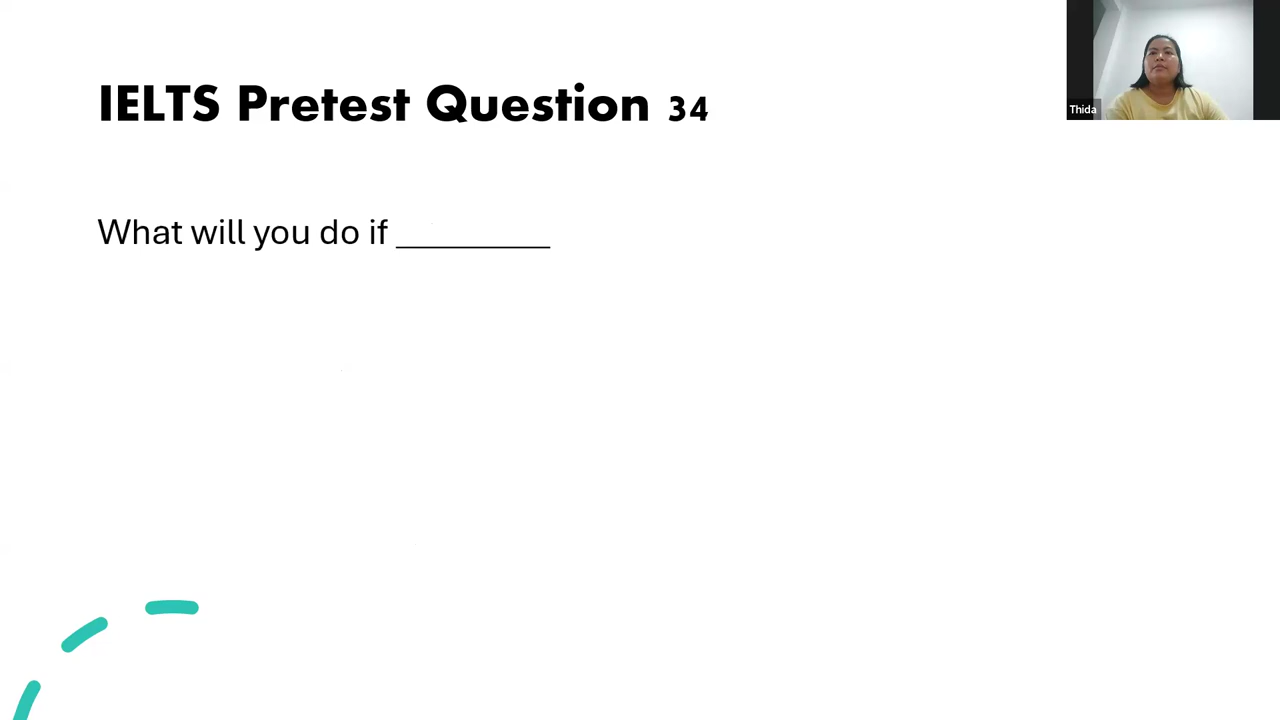 IELTS Pretest Question 34
Thida
What will you do if __________